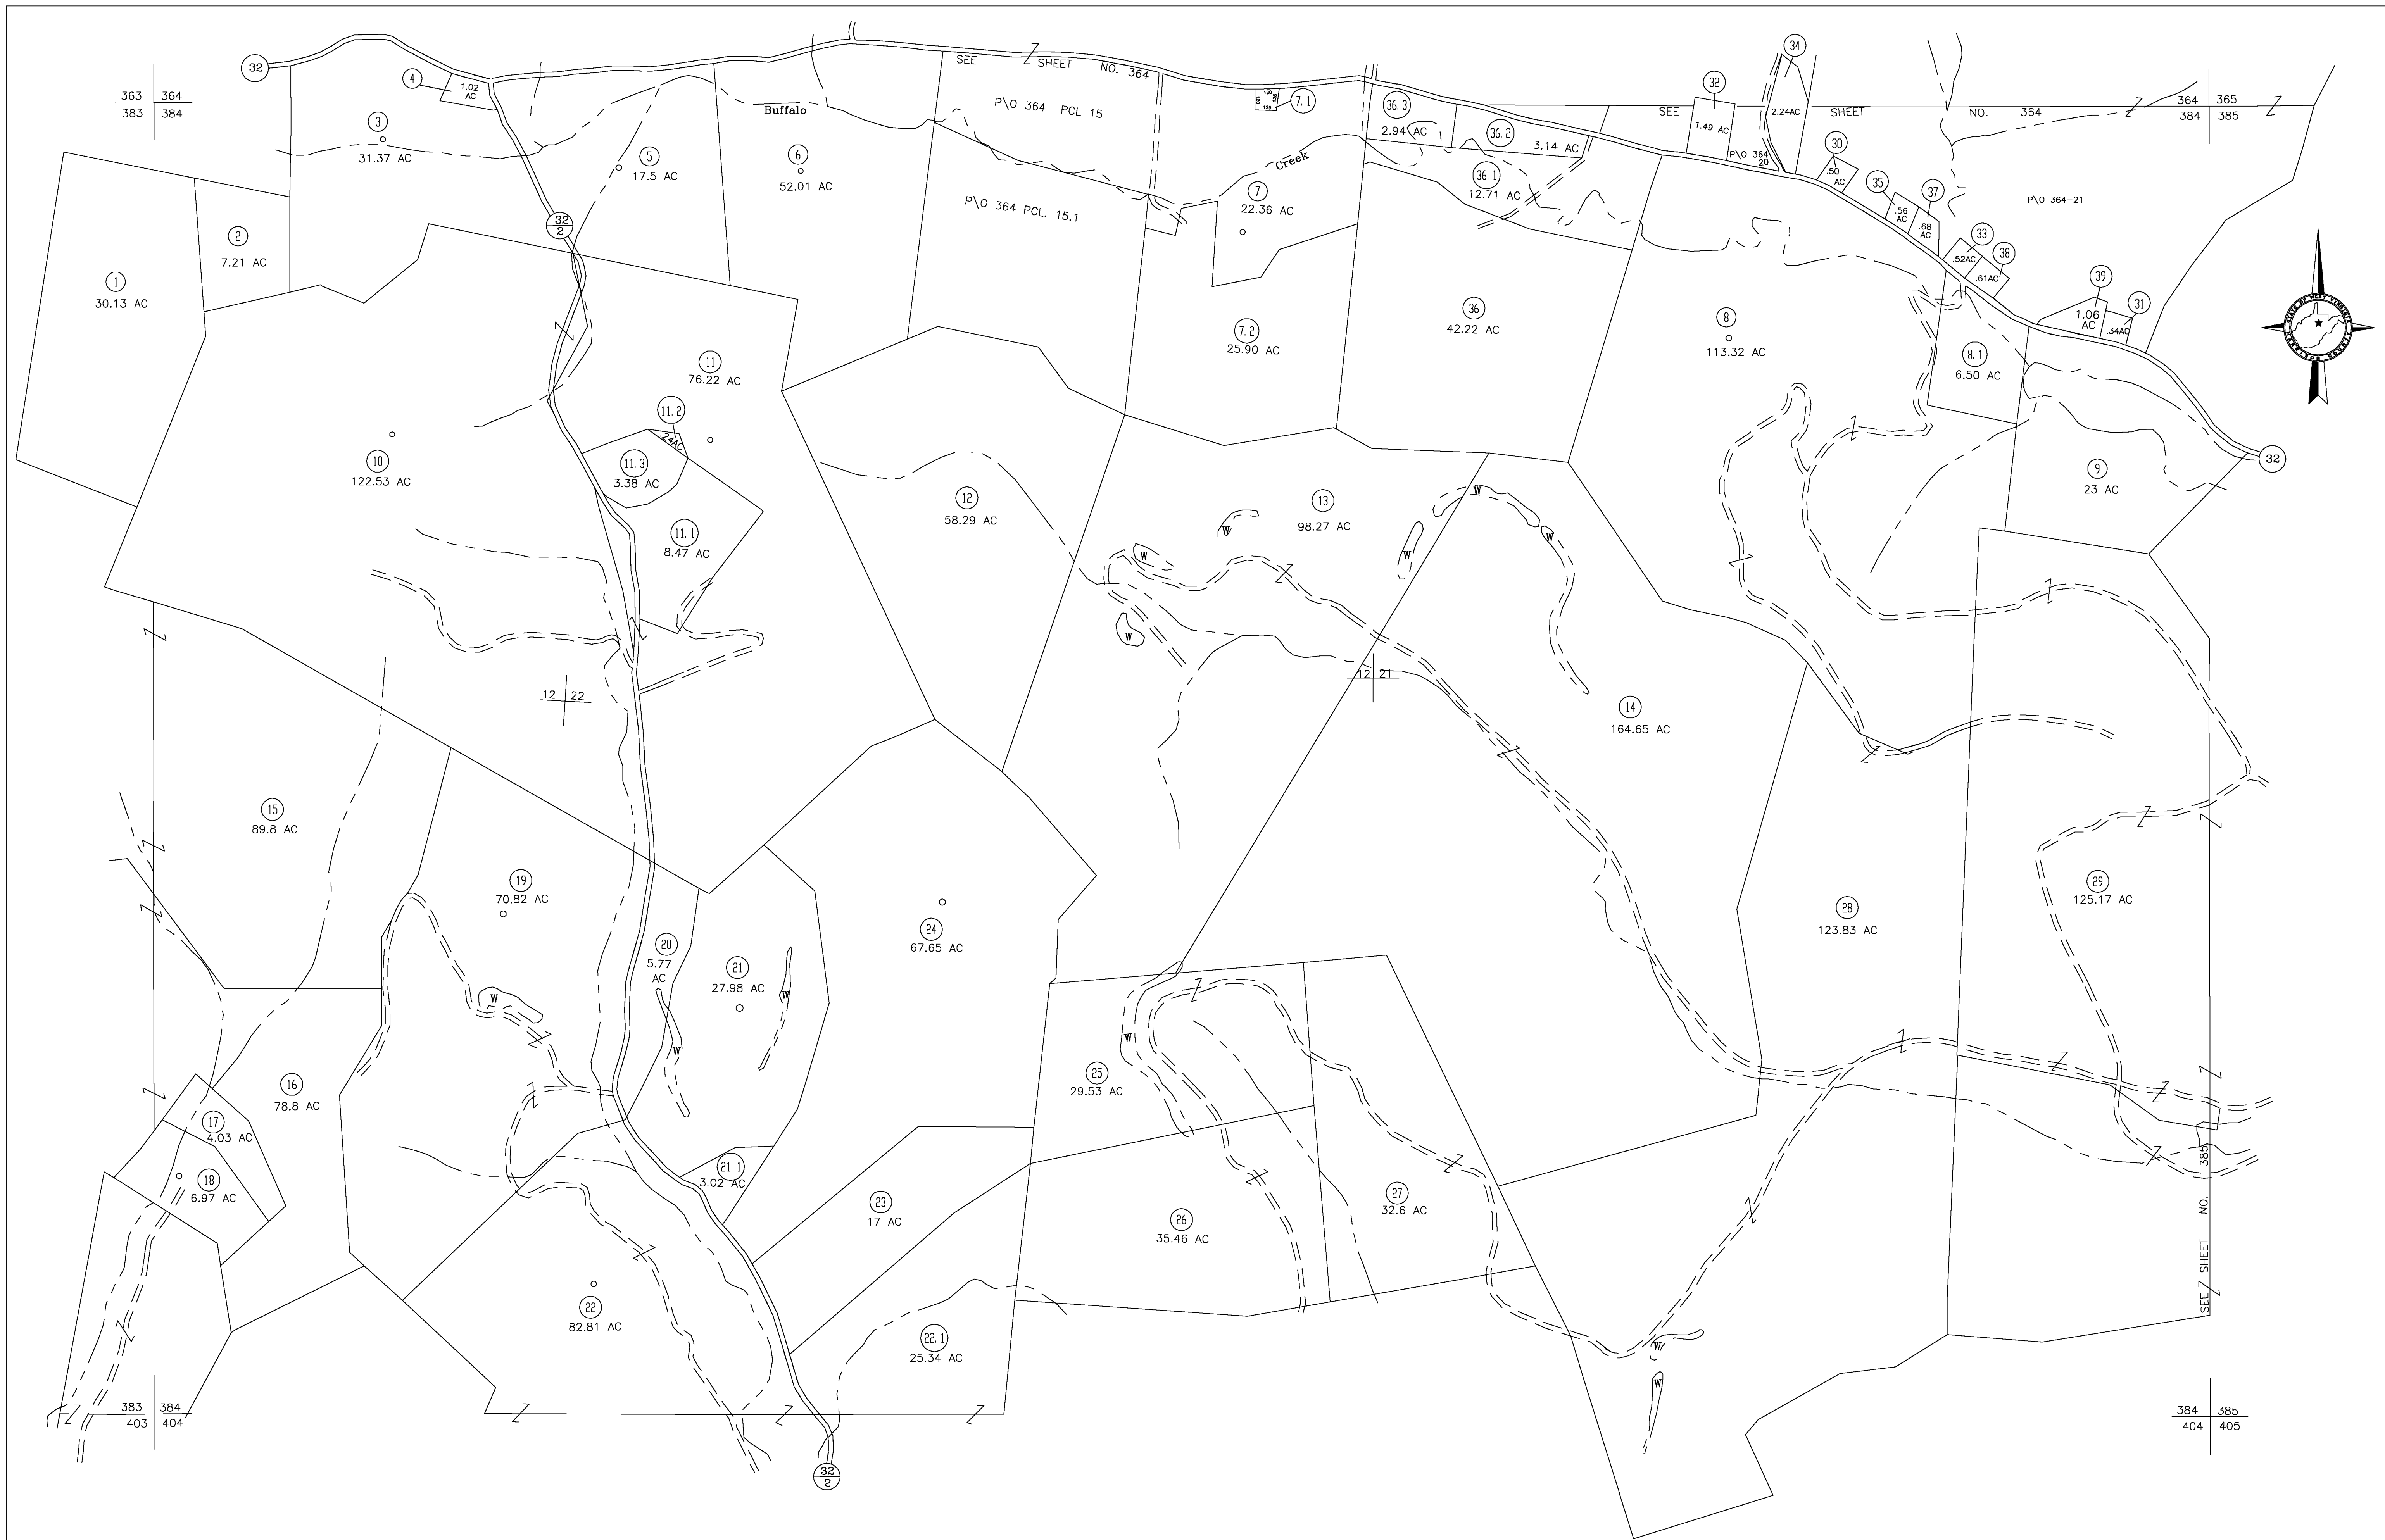 32
363 364
383 384
4
1.02
AC
3
31.37 AC
5
17.5 AC
Buffalo
6
52.01 AC
SEE SHEET NO. 364
P\O 364 PCL 15
P\O 364 PCL. 15.1
120
125
7.1
Creek
7
22.36 AC
36.3
2.94 AC
36.2
3.14 AC
36.1
12.71 AC
32
1.49 AC
34
2.24AC
P\O 364
20
SEE SHEET NO. 364
364 365
384 385
30
.50
AC
35
.56
AC
37
.68
AC
33
.52AC
38
.61AC
P\O 364-21
39
1.06
AC
31
.34AC
STATE OF WEST VIRGINIA
1
30.13 AC
2
7.21 AC
32
2
7.2
25.90 AC
36
42.22 AC
8
113.32 AC
8.1
6.50 AC
11
76.22 AC
11.2
.24AC
11.3
3.38 AC
11.1
8.47 AC
10
122.53 AC
12
58.29 AC
13
98.27 AC
W
W
W
W
W
W
9
23 AC
32
12 22
12 21
14
164.65 AC
15
89.8 AC
19
70.82 AC
20
5.77
AC
21
27.98 AC
W
W
W
24
67.65 AC
28
123.83 AC
29
125.17 AC
16
78.8 AC
17
4.03 AC
18
6.97 AC
21.1
3.02 AC
W
25
29.53 AC
23
17 AC
26
35.46 AC
27
32.6 AC
22
82.81 AC
22.1
25.34 AC
W
W
SEE SHEET NO. 385
383 384
403 404
32
2
384 385
404 405